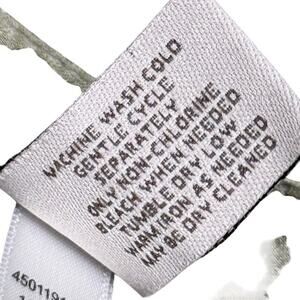 MACHINE WASH COLD
GENTLE CYCLE
SEPARATELY
ONLY NON-CHLORINE
BLEACH WHEN NEEDED
TUMBLE DRY LOW
WARM IRON AS NEEDED
MAY BE DRY CLEANED
450119